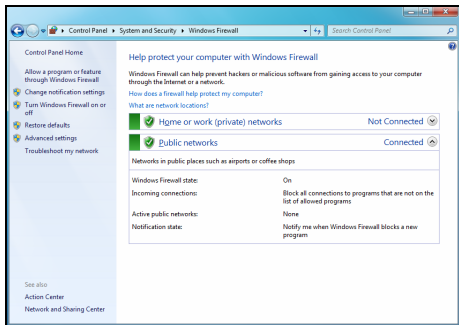 Control Panel ▸ System and Security ▸ Windows Firewall
Search Control Panel
Control Panel Home
Allow a program or feature
through Windows Firewall
Change notification settings
Turn Windows Firewall on or
off
Restore defaults
Advanced settings
Troubleshoot my network
See also
Action Center
Network and Sharing Center
Help protect your computer with Windows Firewall
Windows Firewall can help prevent hackers or malicious software from gaining access to your computer
through the Internet or a network.
How does a firewall help protect my computer?
What are network locations?
Home or work (private) networks Not Connected
Public networks Connected
Networks in public places such as airports or coffee shops
Windows Firewall state: On
Incoming connections: Block all connections to programs that are not on the
list of allowed programs
Active public networks: None
Notification state: Notify me when Windows Firewall blocks a new
program